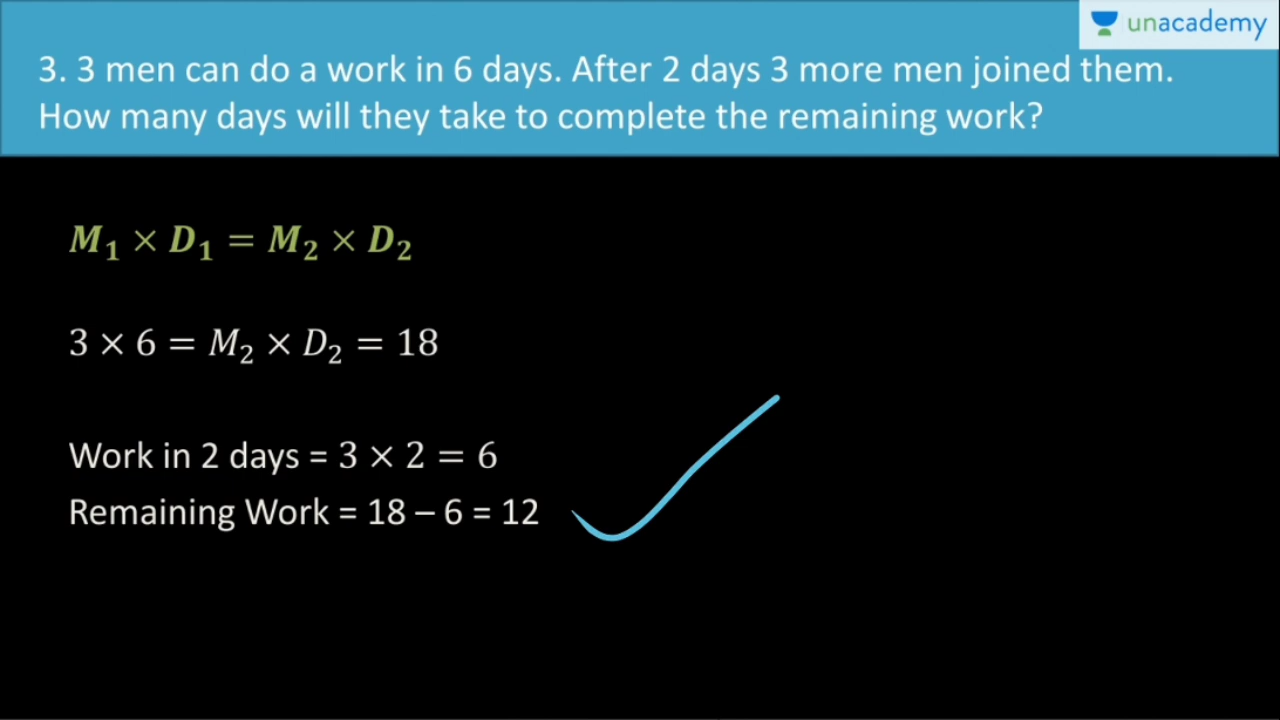 unacademy
3. 3 men can do a work in 6 days. After 2 days 3 more men joined them.
How many days will they take to complete the remaining work?
M₁ × D₁ = M₂ × D₂
3 × 6 = M₂ × D₂ = 18
Work in 2 days = 3 × 2 = 6
Remaining Work = 18 – 6 = 12